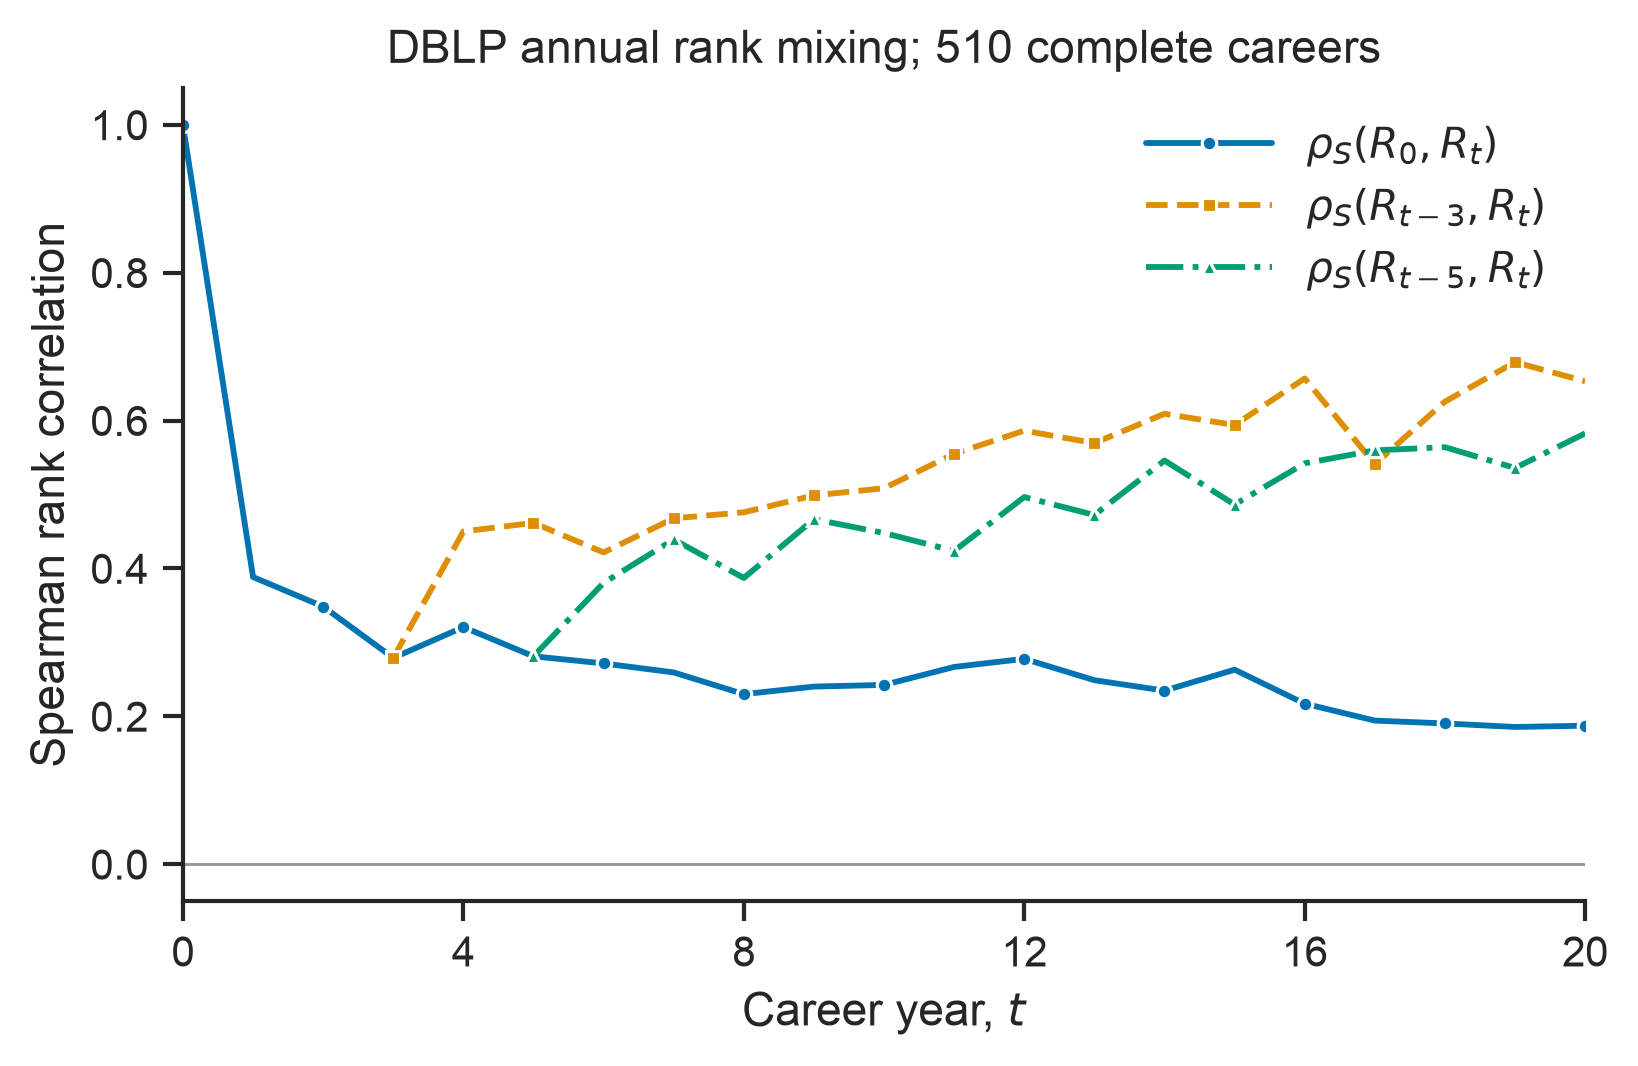 DBLP annual rank mixing; 510 complete careers
ρS(R0, Rt)
ρS(Rt−3, Rt)
ρS(Rt−5, Rt)
Spearman rank correlation
1.0
0.8
0.6
0.4
0.2
0.0
0 4 8 12 16 20
Career year, t